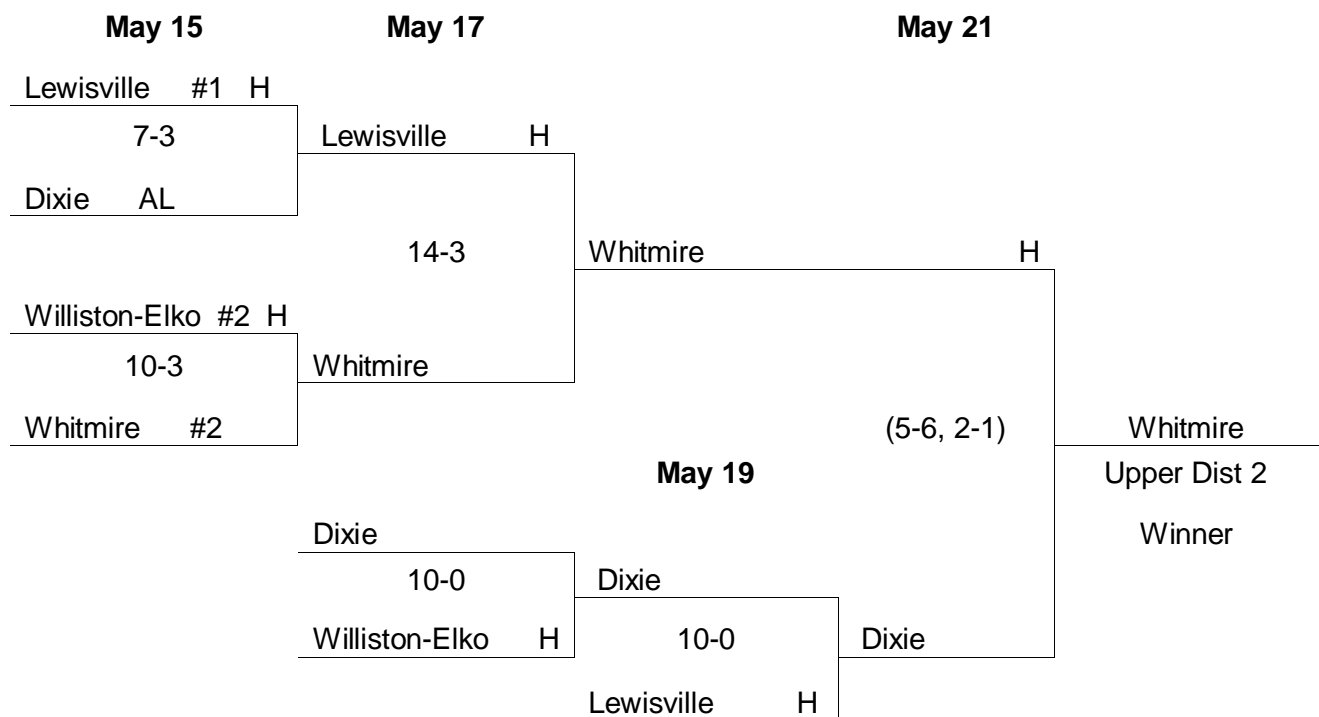 May 15 May 17 May 21
Lewisville #1 H
7-3 Lewisville H
Dixie AL
14-3 Whitmire H
Williston-Elko #2 H
10-3 Whitmire
Whitmire #2 (5-6, 2-1) Whitmire
May 19 Upper Dist 2
Dixie Winner
10-0 Dixie
Williston-Elko H 10-0 Dixie
Lewisville H